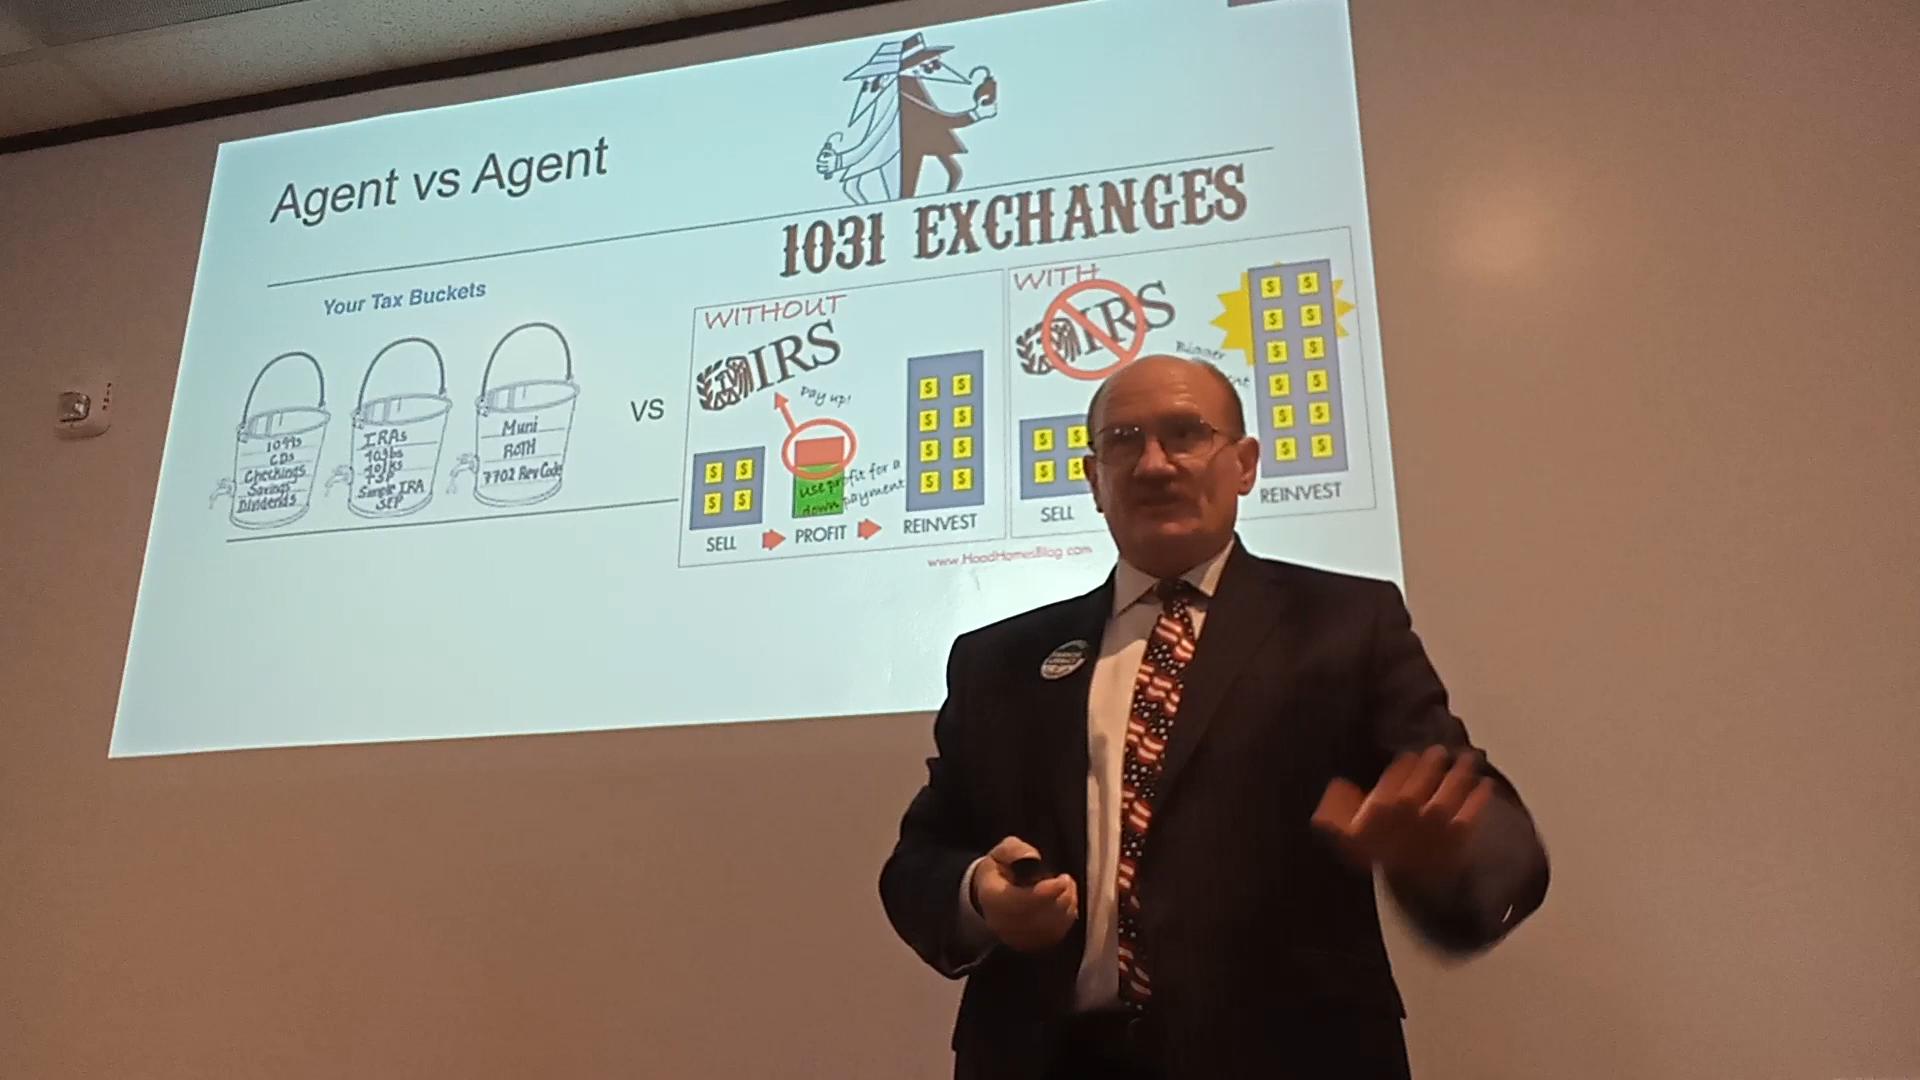 Agent vs Agent
1031 EXCHANGES
Your Tax Buckets
1099s
CDs
Checkings
Savings
Dividends
IRAs
403bs
401ks
TSP
Simple IRA
SEP
Muni
ROTH
7702 Rev Code
VS
WITHOUT
IRS
Pay up!
use profit for a
down payment
SELL
PROFIT
REINVEST
WITH
IRS
Bigger
SELL
REINVEST
www.HoodHomesBlog.com